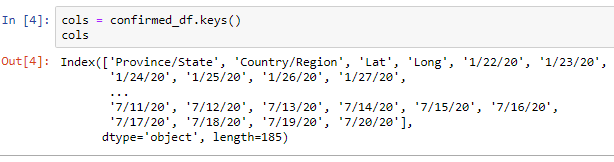 In [4]: cols = confirmed_df.keys()
cols
Out[4]: Index(['Province/State', 'Country/Region', 'Lat', 'Long', '1/22/20', '1/23/20',
'1/24/20', '1/25/20', '1/26/20', '1/27/20',
...
'7/11/20', '7/12/20', '7/13/20', '7/14/20', '7/15/20', '7/16/20',
'7/17/20', '7/18/20', '7/19/20', '7/20/20'],
dtype='object', length=185)